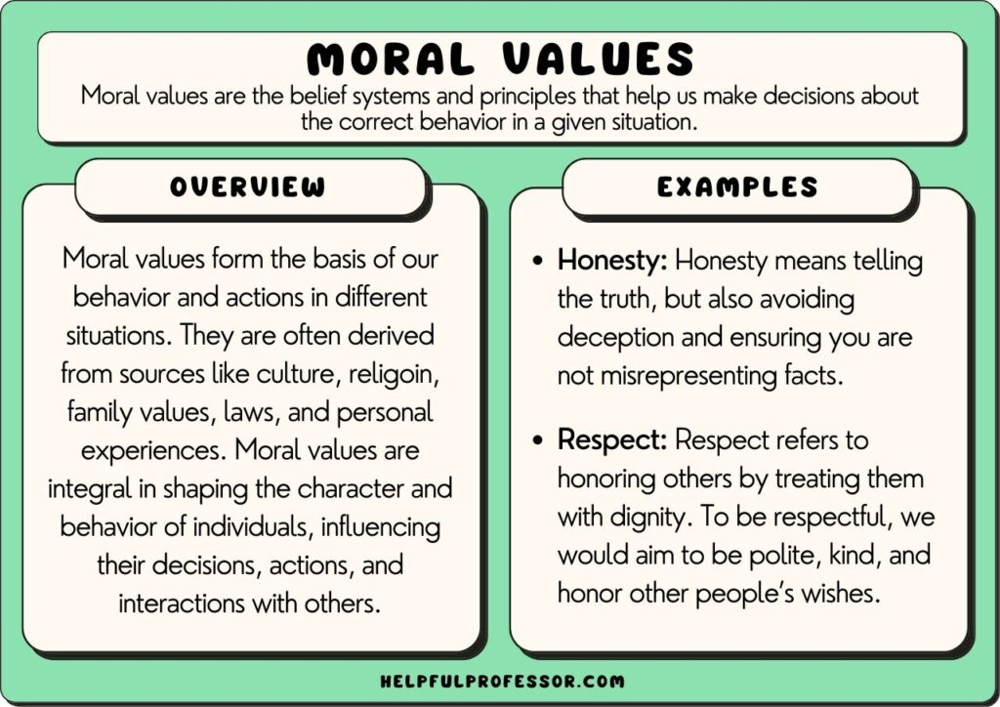 MORAL VALUES
Moral values are the belief systems and principles that help us make decisions about
the correct behavior in a given situation.
OVERVIEW
Moral values form the basis of our
behavior and actions in different
situations. They are often derived
from sources like culture, religoin,
family values, laws, and personal
experiences. Moral values are
integral in shaping the character and
behavior of individuals, influencing
their decisions, actions, and
interactions with others.
EXAMPLES
• Honesty: Honesty means telling
the truth, but also avoiding
deception and ensuring you are
not misrepresenting facts.
• Respect: Respect refers to
honoring others by treating them
with dignity. To be respectful, we
would aim to be polite, kind, and
honor other people's wishes.
HELPFULPROFESSOR.COM